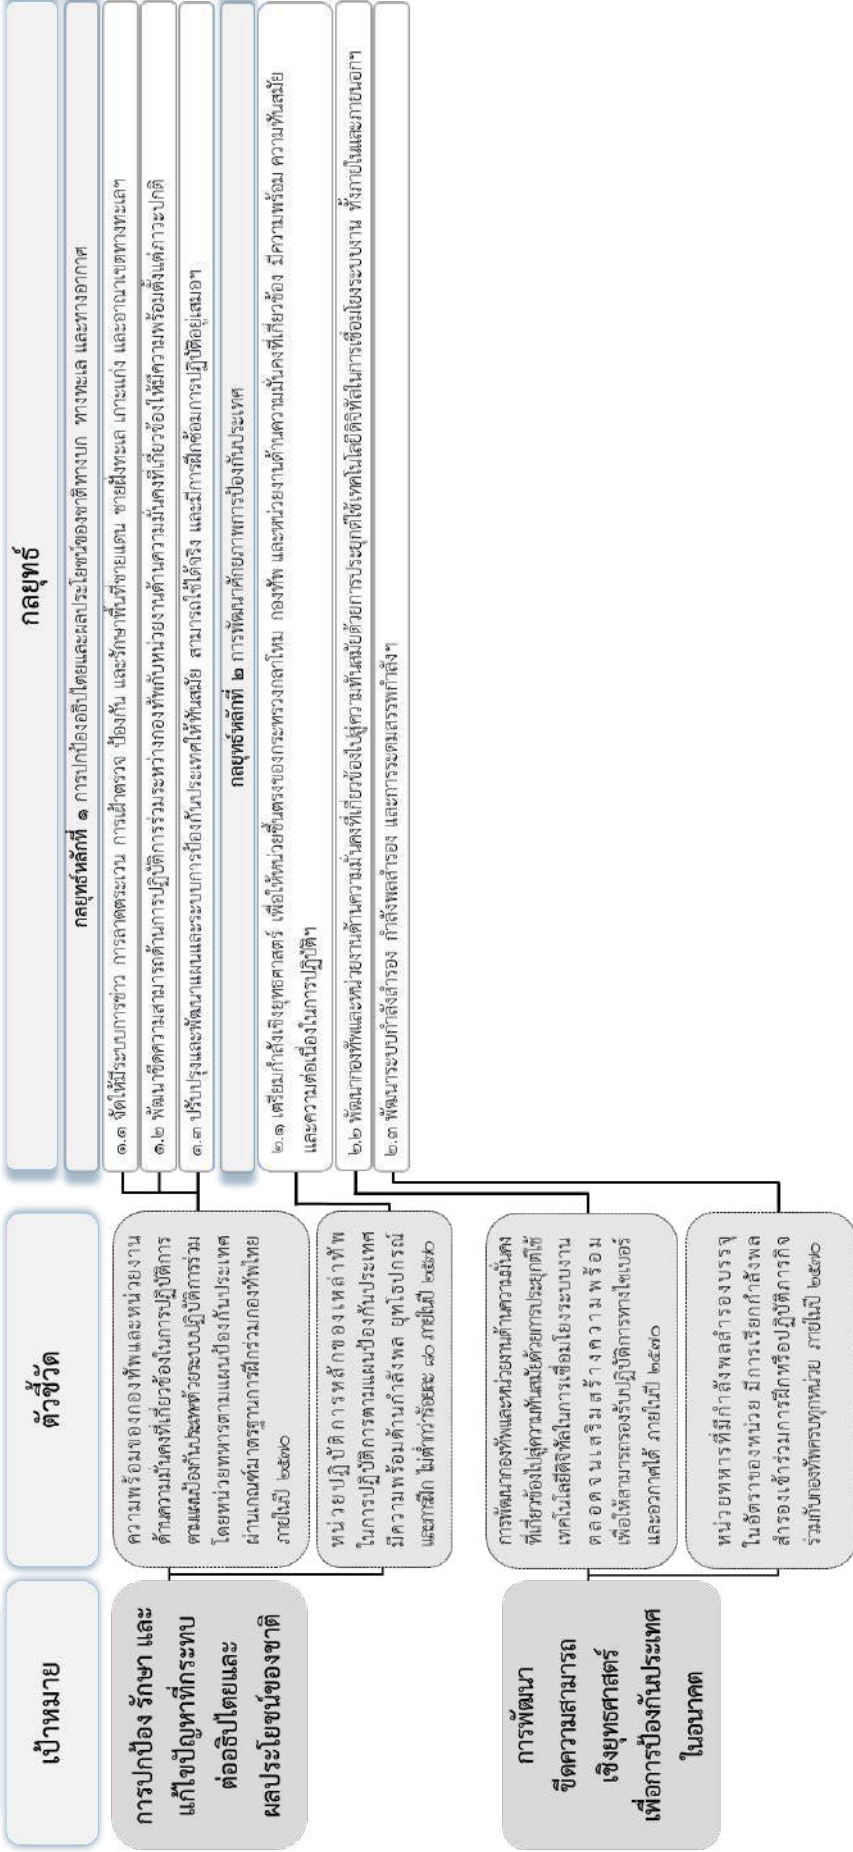 เป้าหมาย
ตัวชี้วัด
กลยุทธ์
การปกป้อง รักษา และ
แก้ไขปัญหาที่กระทบ
ต่ออธิปไตยและ
ผลประโยชน์ของชาติ
ความพร้อมของกองทัพและหน่วยงาน
ด้านความมั่นคงที่เกี่ยวข้องในการปฏิบัติการ
ตามแผนป้องกันประเทศด้วยระบบปฏิบัติการร่วม
โดยหน่วยทหารตามแผนป้องกันประเทศ
ผ่านเกณฑ์มาตรฐานการฝึกร่วมกองทัพไทย
ภายในปี ๒๕๗๐
หน่วยปฏิบัติการหลักของเหล่าทัพ
ในการปฏิบัติการตามแผนป้องกันประเทศ
มีความพร้อมด้านกำลังพล ยุทโธปกรณ์
และการฝึก ไม่ต่ำกว่าร้อยละ ๘๐ ภายในปี ๒๕๗๐
กลยุทธ์หลักที่ ๑ การปกป้องอธิปไตยและผลประโยชน์ของชาติทางบก ทางทะเล และทางอากาศ
๑.๑ จัดให้มีระบบการข่าว การลาดตระเวน การเฝ้าตรวจ ป้องกัน และรักษาพื้นที่ชายแดน ชายฝั่งทะเล เกาะแก่ง และอาณาเขตทางทะเลฯ
๑.๒ พัฒนาขีดความสามารถด้านการปฏิบัติการร่วมระหว่างกองทัพกับหน่วยงานด้านความมั่นคงที่เกี่ยวข้องให้มีความพร้อมตั้งแต่ภาวะปกติ
๑.๓ ปรับปรุงและพัฒนาแผนและระบบการป้องกันประเทศให้ทันสมัย สามารถใช้ได้จริง และมีการฝึกซ้อมการปฏิบัติอยู่เสมอฯ
กลยุทธ์หลักที่ ๒ การพัฒนาศักยภาพการป้องกันประเทศ
๒.๑ เตรียมกำลังเชิงยุทธศาสตร์ เพื่อให้หน่วยขึ้นตรงของกระทรวงกลาโหม กองทัพ และหน่วยงานด้านความมั่นคงที่เกี่ยวข้อง มีความพร้อม ความทันสมัย
และความต่อเนื่องในการปฏิบัติฯ
๒.๒ พัฒนากองทัพและหน่วยงานด้านความมั่นคงที่เกี่ยวข้องไปสู่ความทันสมัยด้วยการประยุกต์ใช้เทคโนโลยีดิจิทัลในการเชื่อมโยงระบบงาน ทั้งภายในและภายนอกฯ
๒.๓ พัฒนาระบบกำลังสำรอง กำลังพลสำรอง และการระดมสรรพกำลังฯ
การพัฒนา
ขีดความสามารถ
เชิงยุทธศาสตร์
เพื่อการป้องกันประเทศ
ในอนาคต
การพัฒนากองทัพและหน่วยงานด้านความมั่นคง
ที่เกี่ยวข้องไปสู่ความทันสมัยด้วยการประยุกต์ใช้
เทคโนโลยีดิจิทัลในการเชื่อมโยงระบบงาน
ตลอดจนเสริมสร้างความพร้อม
เพื่อให้สามารถรองรับปฏิบัติการทางไซเบอร์
และอวกาศได้ ภายในปี ๒๕๗๐
หน่วยทหารที่มีกำลังพลสำรองบรรจุ
ในอัตราของหน่วย มีการเรียกกำลังพล
สำรองเข้าร่วมการฝึกหรือปฏิบัติภารกิจ
ร่วมกับกองทัพครบทุกหน่วย ภายในปี ๒๕๗๐